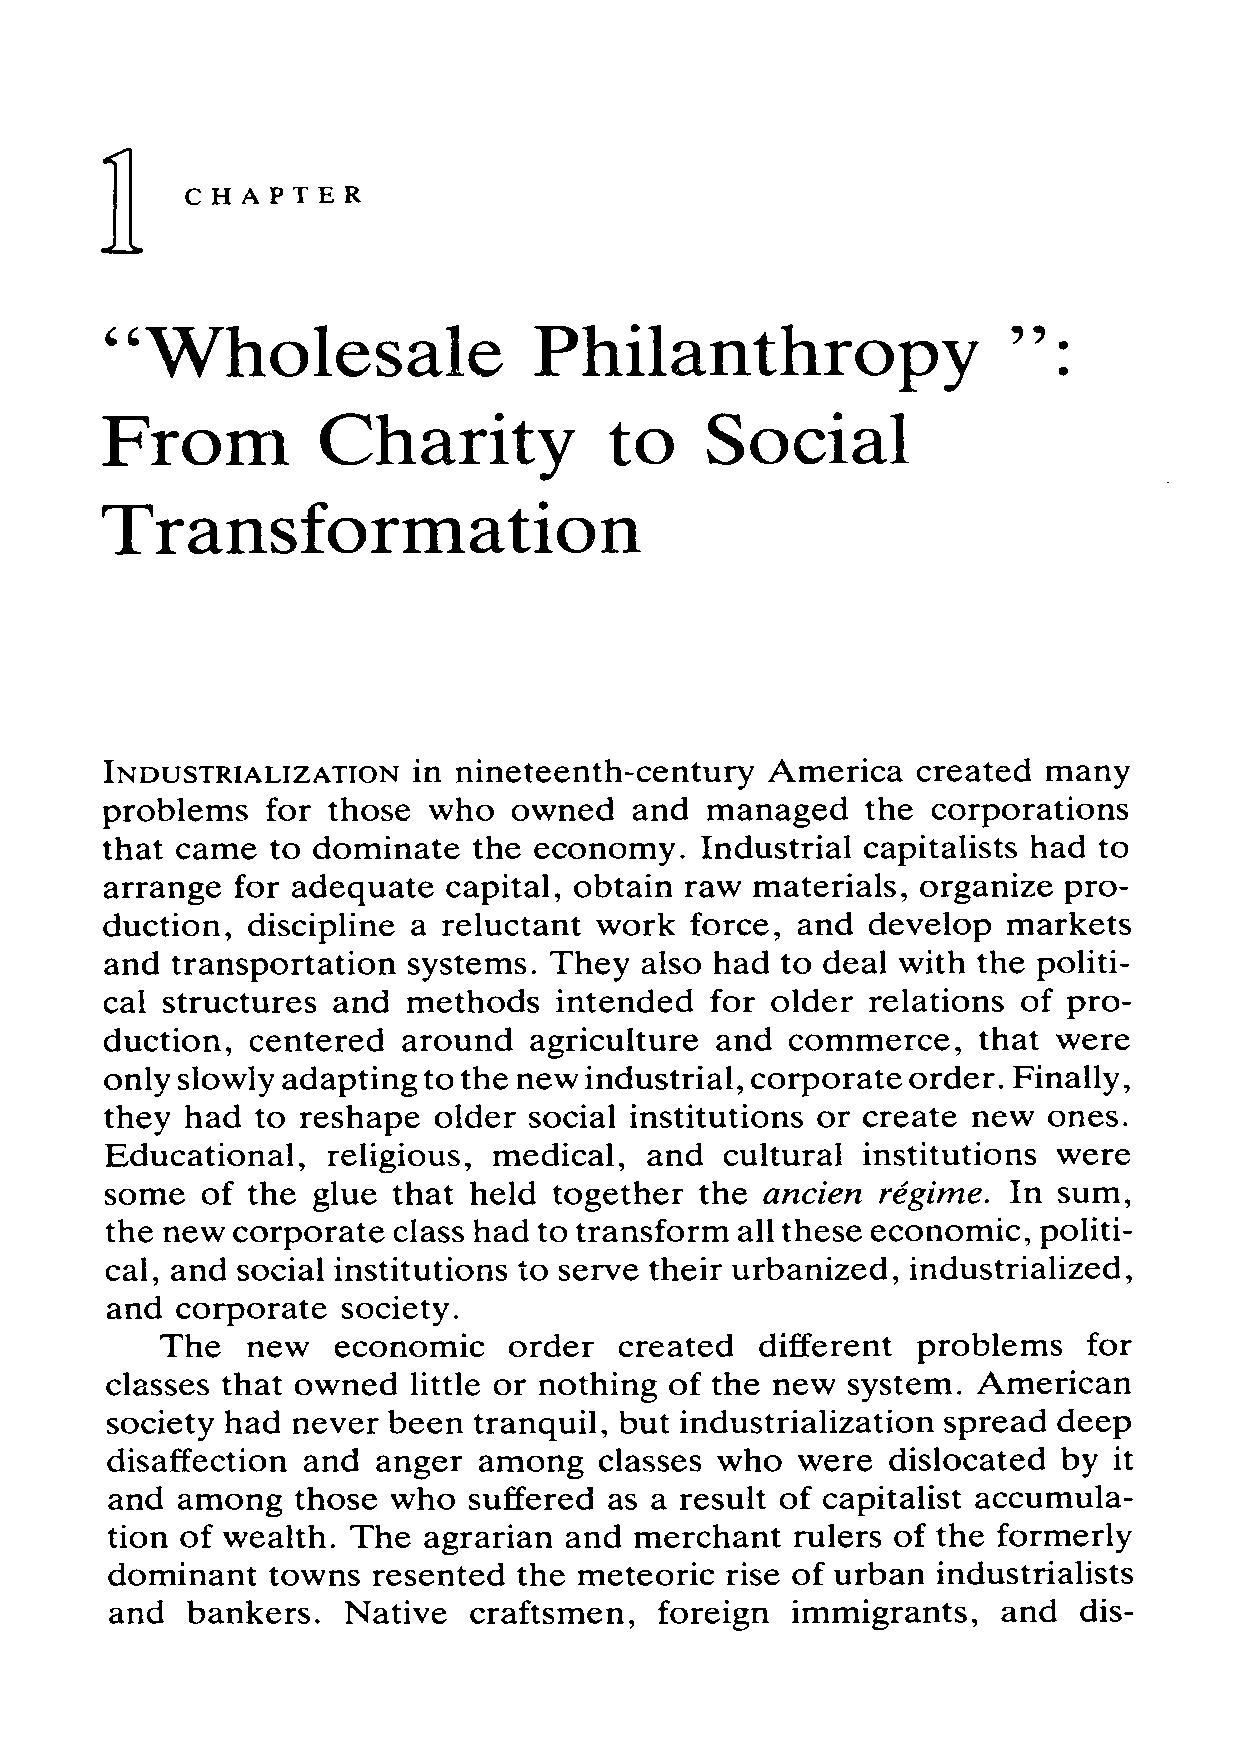 1 CHAPTER
“Wholesale Philanthropy”:
From Charity to Social
Transformation
INDUSTRIALIZATION in nineteenth-century America created many
problems for those who owned and managed the corporations
that came to dominate the economy. Industrial capitalists had to
arrange for adequate capital, obtain raw materials, organize pro-
duction, discipline a reluctant work force, and develop markets
and transportation systems. They also had to deal with the politi-
cal structures and methods intended for older relations of pro-
duction, centered around agriculture and commerce, that were
only slowly adapting to the new industrial, corporate order. Finally,
they had to reshape older social institutions or create new ones.
Educational, religious, medical, and cultural institutions were
some of the glue that held together the ancien régime. In sum,
the new corporate class had to transform all these economic, politi-
cal, and social institutions to serve their urbanized, industrialized,
and corporate society.
The new economic order created different problems for
classes that owned little or nothing of the new system. American
society had never been tranquil, but industrialization spread deep
disaffection and anger among classes who were dislocated by it
and among those who suffered as a result of capitalist accumula-
tion of wealth. The agrarian and merchant rulers of the formerly
dominant towns resented the meteoric rise of urban industrialists
and bankers. Native craftsmen, foreign immigrants, and dis-